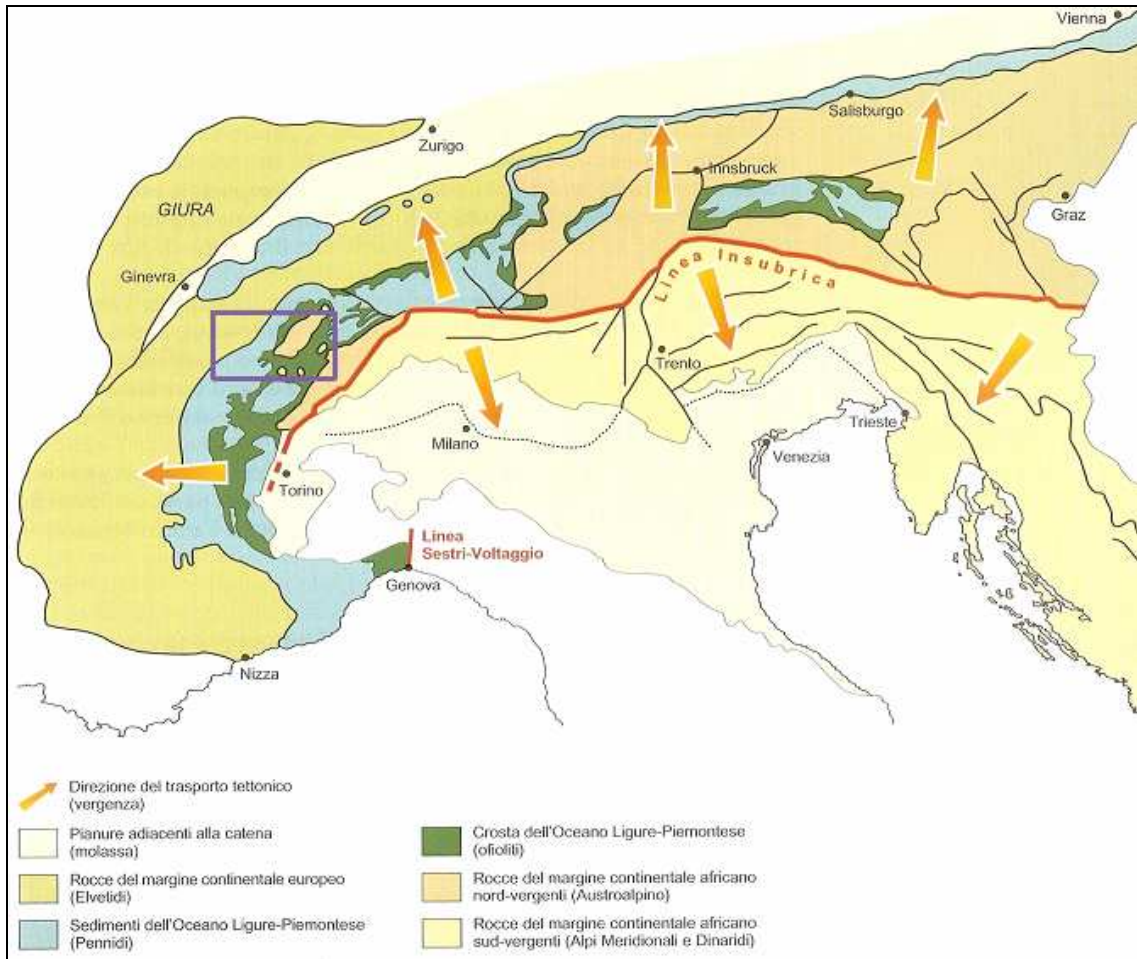 Vienna
Salisburgo
Zurigo
Innsbruck
GIURA
Graz
Ginevra
Linea Insubrica
Trento
Trieste
Milano
Venezia
Torino
Linea
Sestri-Voltaggio
Genova
Nizza
Direzione del trasporto tettonico
(vergenza)
Pianure adiacenti alla catena
(molassa)
Rocce del margine continentale europeo
(Elvetidi)
Sedimenti dell'Oceano Ligure-Piemontese
(Pennidi)
Crosta dell'Oceano Ligure-Piemontese
(ofioliti)
Rocce del margine continentale africano
nord-vergenti (Austroalpino)
Rocce del margine continentale africano
sud-vergenti (Alpi Meridionali e Dinaridi)